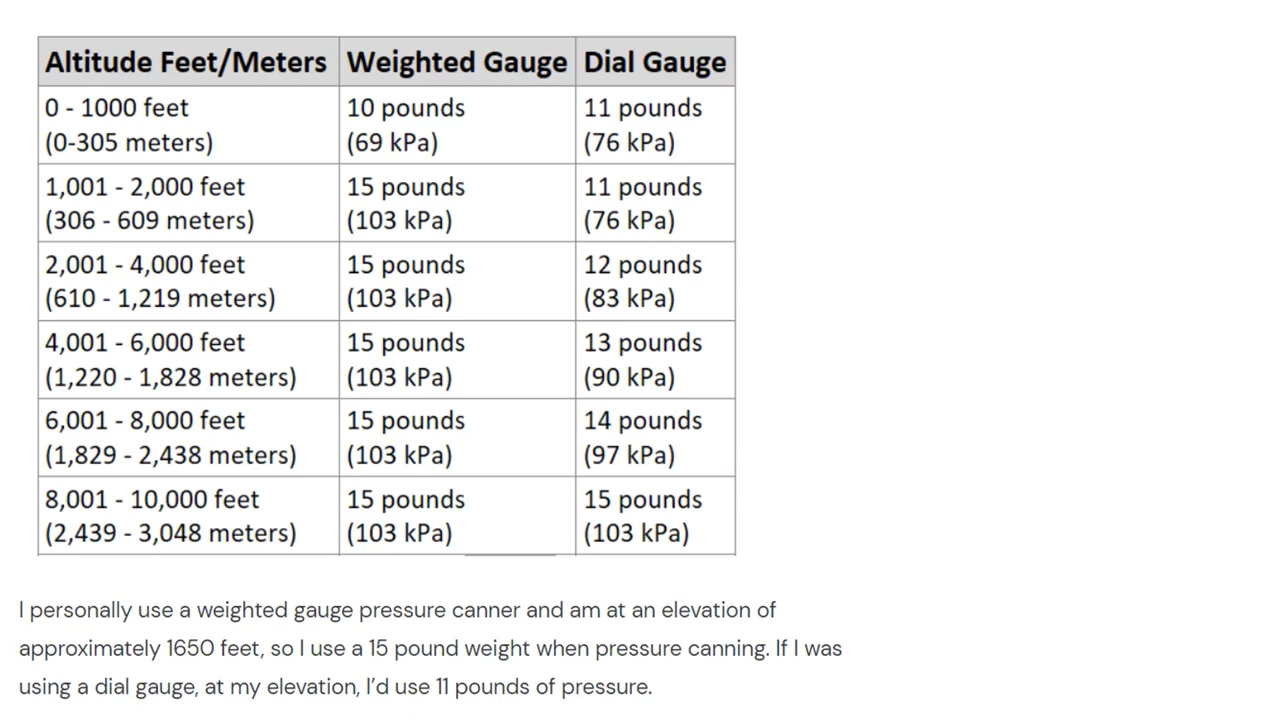 Altitude Feet/Meters Weighted Gauge Dial Gauge
0 - 1000 feet 10 pounds 11 pounds
(0-305 meters) (69 kPa) (76 kPa)
1,001 - 2,000 feet 15 pounds 11 pounds
(306 - 609 meters) (103 kPa) (76 kPa)
2,001 - 4,000 feet 15 pounds 12 pounds
(610 - 1,219 meters) (103 kPa) (83 kPa)
4,001 - 6,000 feet 15 pounds 13 pounds
(1,220 - 1,828 meters) (103 kPa) (90 kPa)
6,001 - 8,000 feet 15 pounds 14 pounds
(1,829 - 2,438 meters) (103 kPa) (97 kPa)
8,001 - 10,000 feet 15 pounds 15 pounds
(2,439 - 3,048 meters) (103 kPa) (103 kPa)
I personally use a weighted gauge pressure canner and am at an elevation of
approximately 1650 feet, so I use a 15 pound weight when pressure canning. If I was
using a dial gauge, at my elevation, I’d use 11 pounds of pressure.